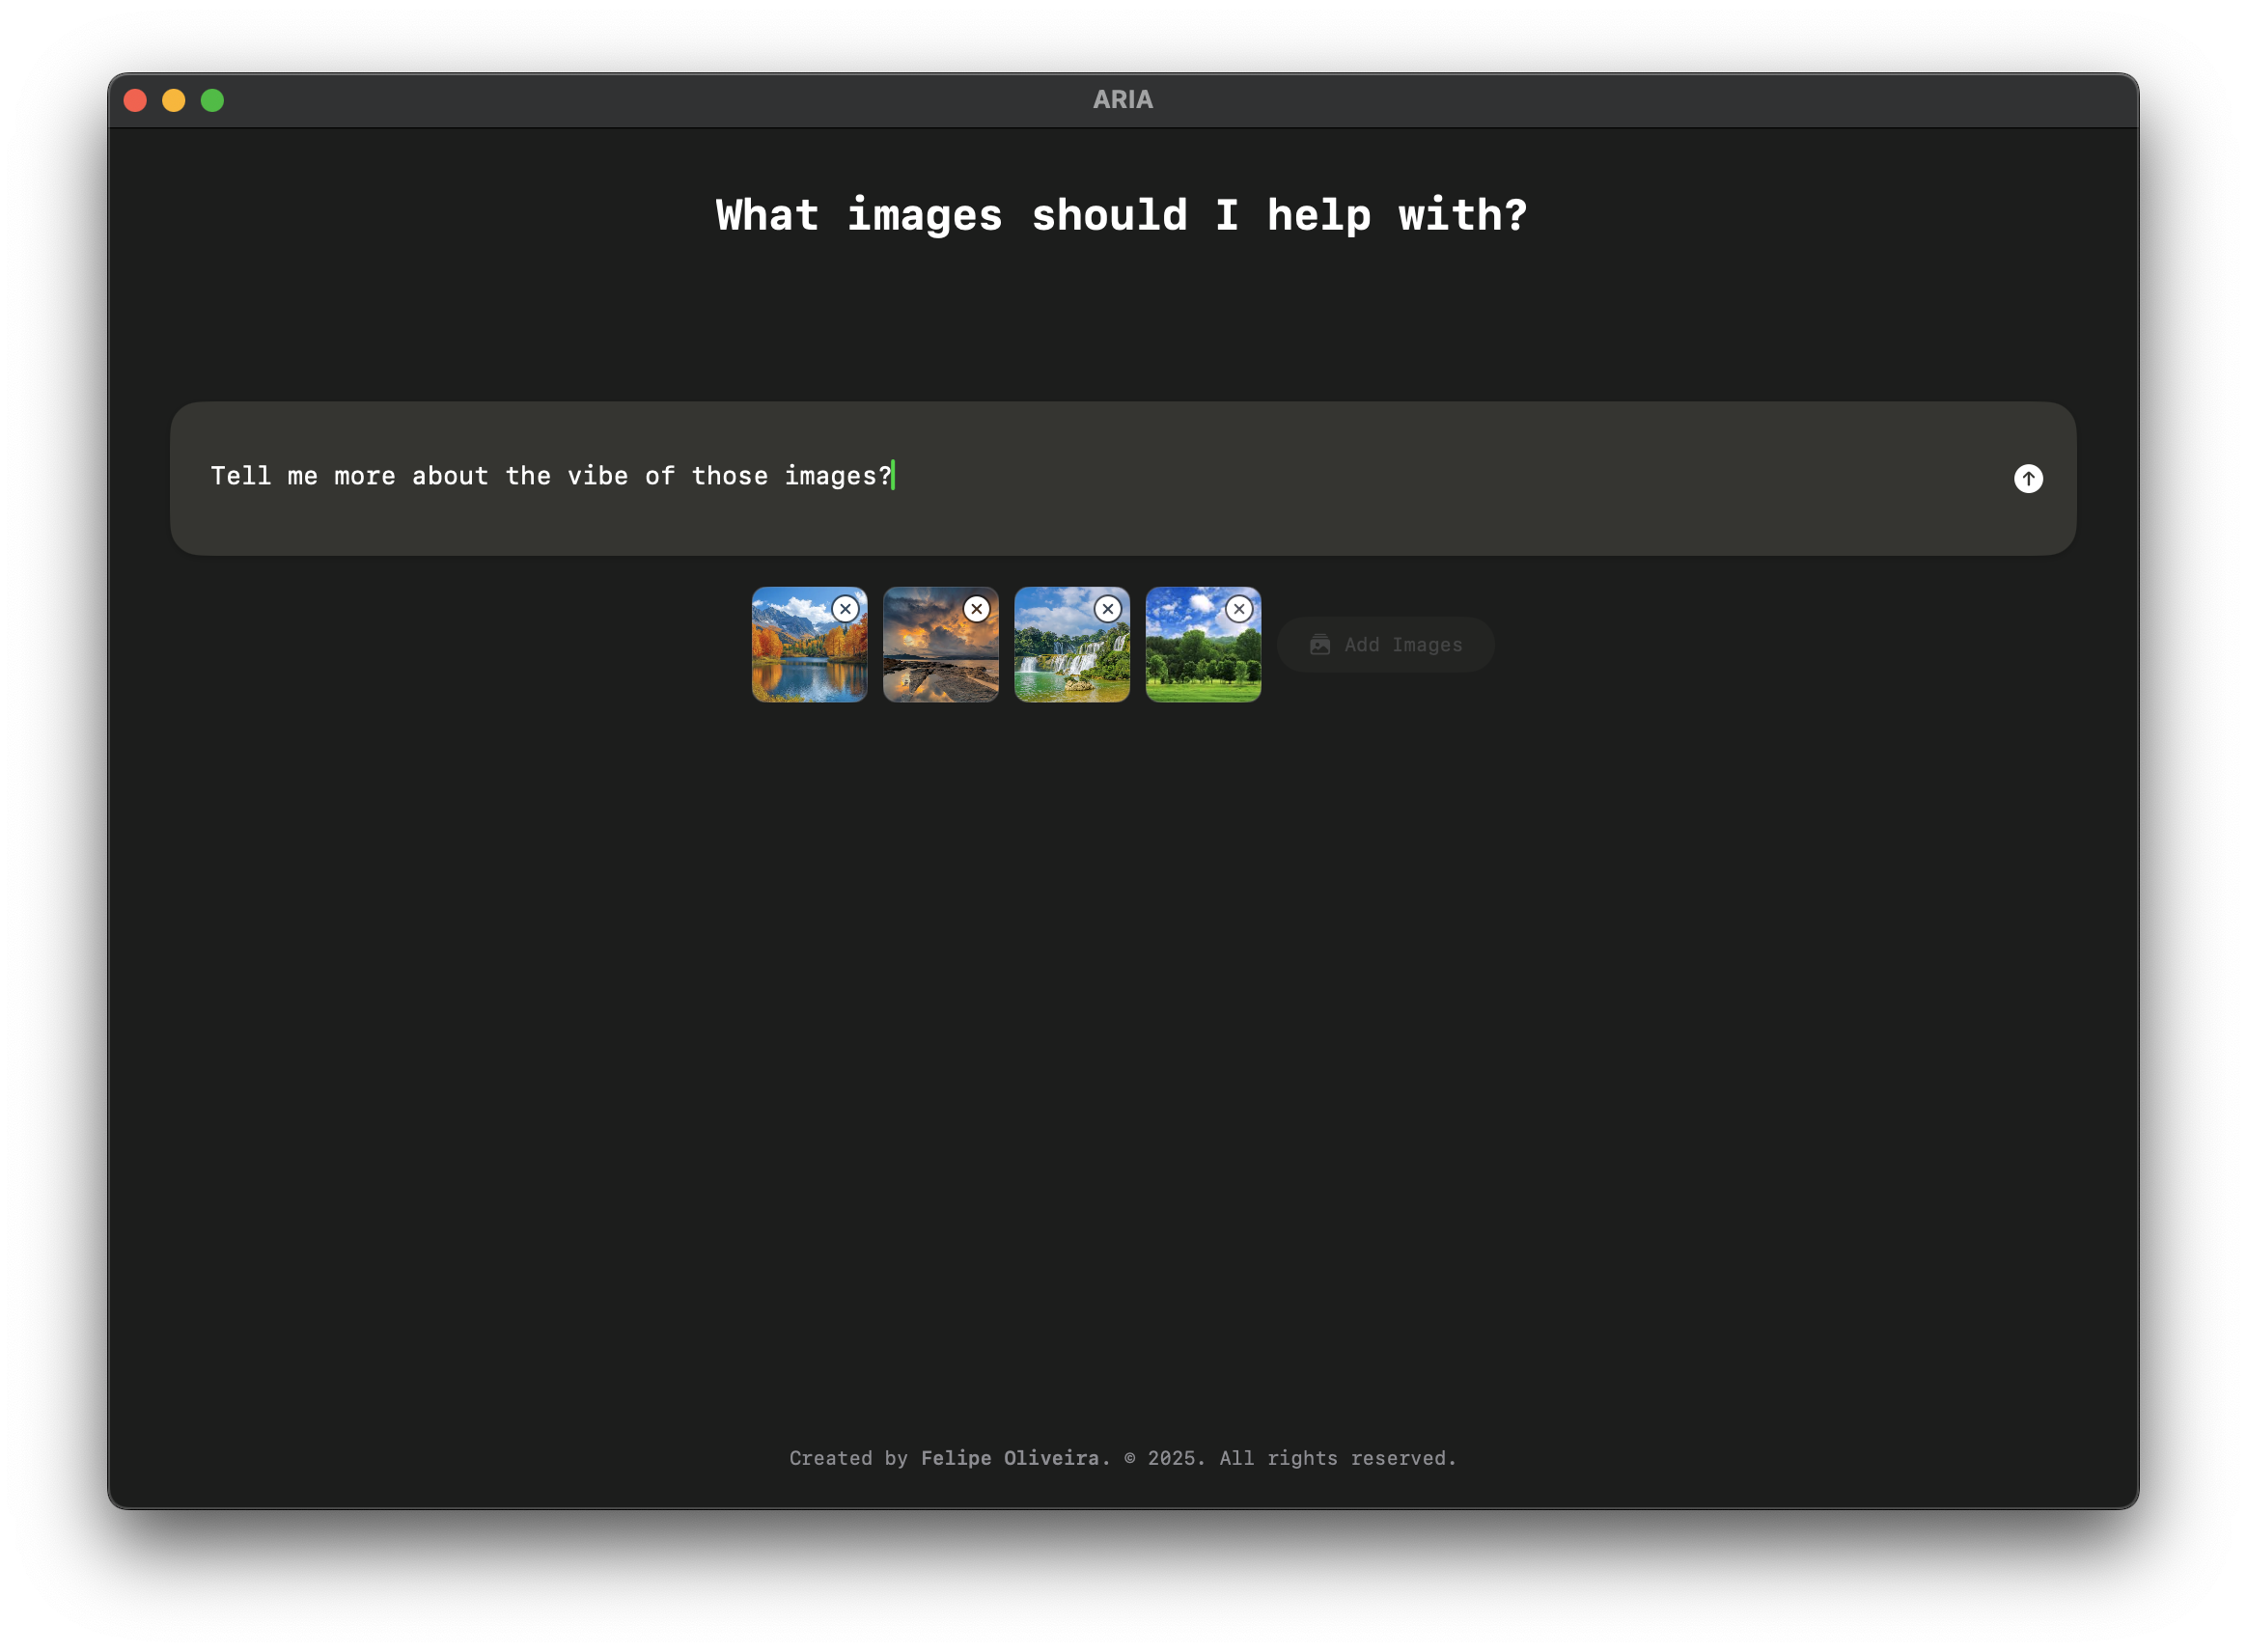 ARIA
What images should I help with?
Tell me more about the vibe of those images?
Add Images
Created by Felipe Oliveira. © 2025. All rights reserved.